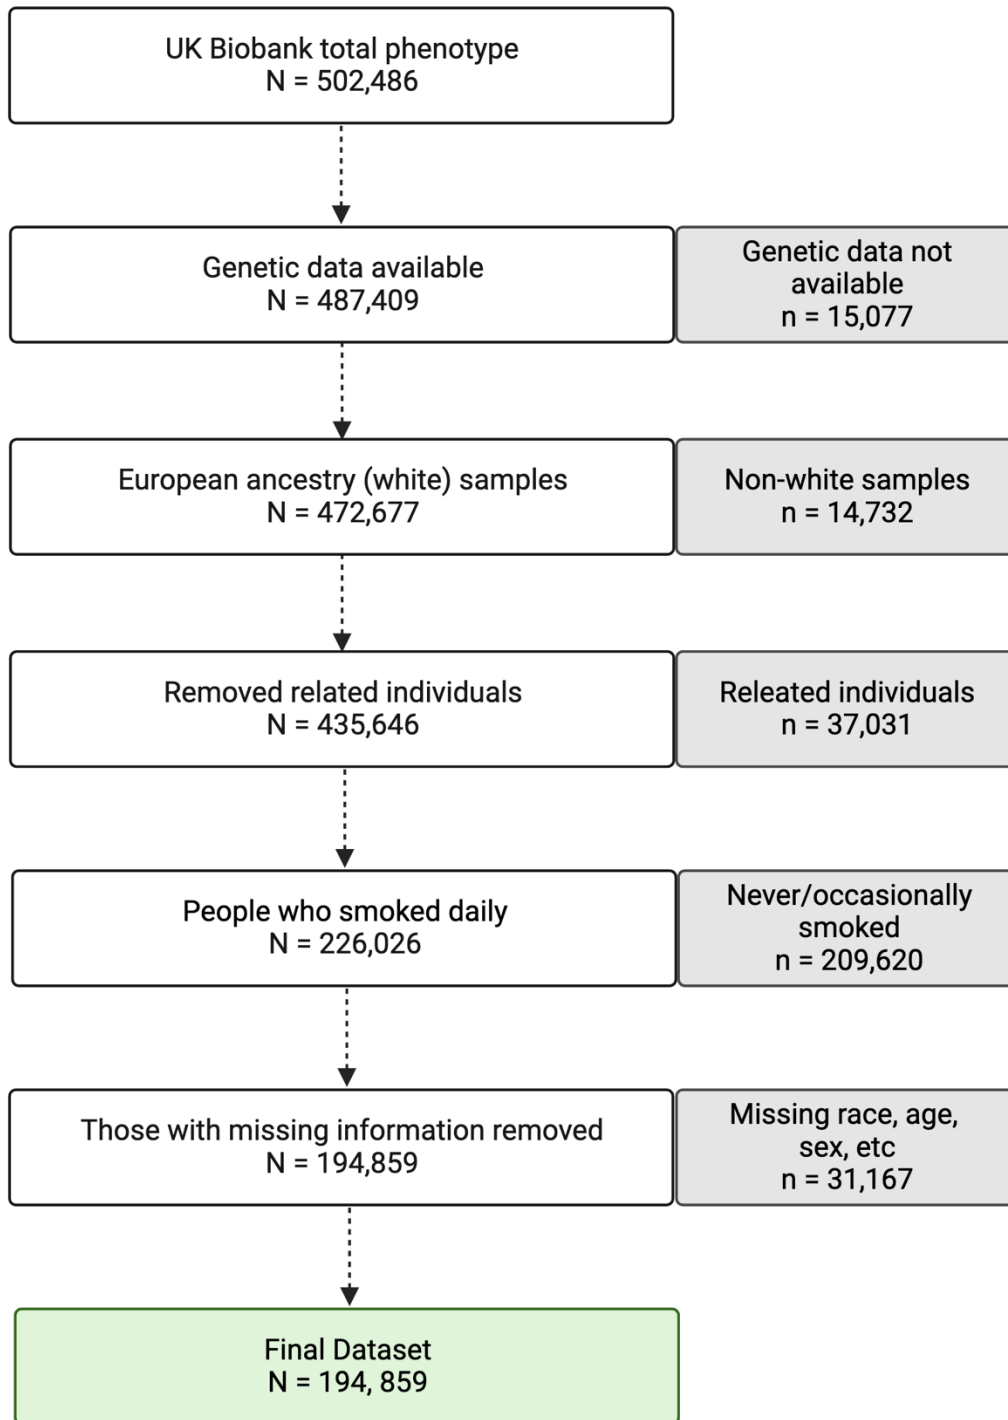 UK Biobank total phenotype
N = 502,486
Genetic data available
N = 487,409
Genetic data not
available
n = 15,077
European ancestry (white) samples
N = 472,677
Non-white samples
n = 14,732
Removed related individuals
N = 435,646
Releated individuals
n = 37,031
People who smoked daily
N = 226,026
Never/occasionally
smoked
n = 209,620
Those with missing information removed
N = 194,859
Missing race, age,
sex, etc
n = 31,167
Final Dataset
N = 194, 859